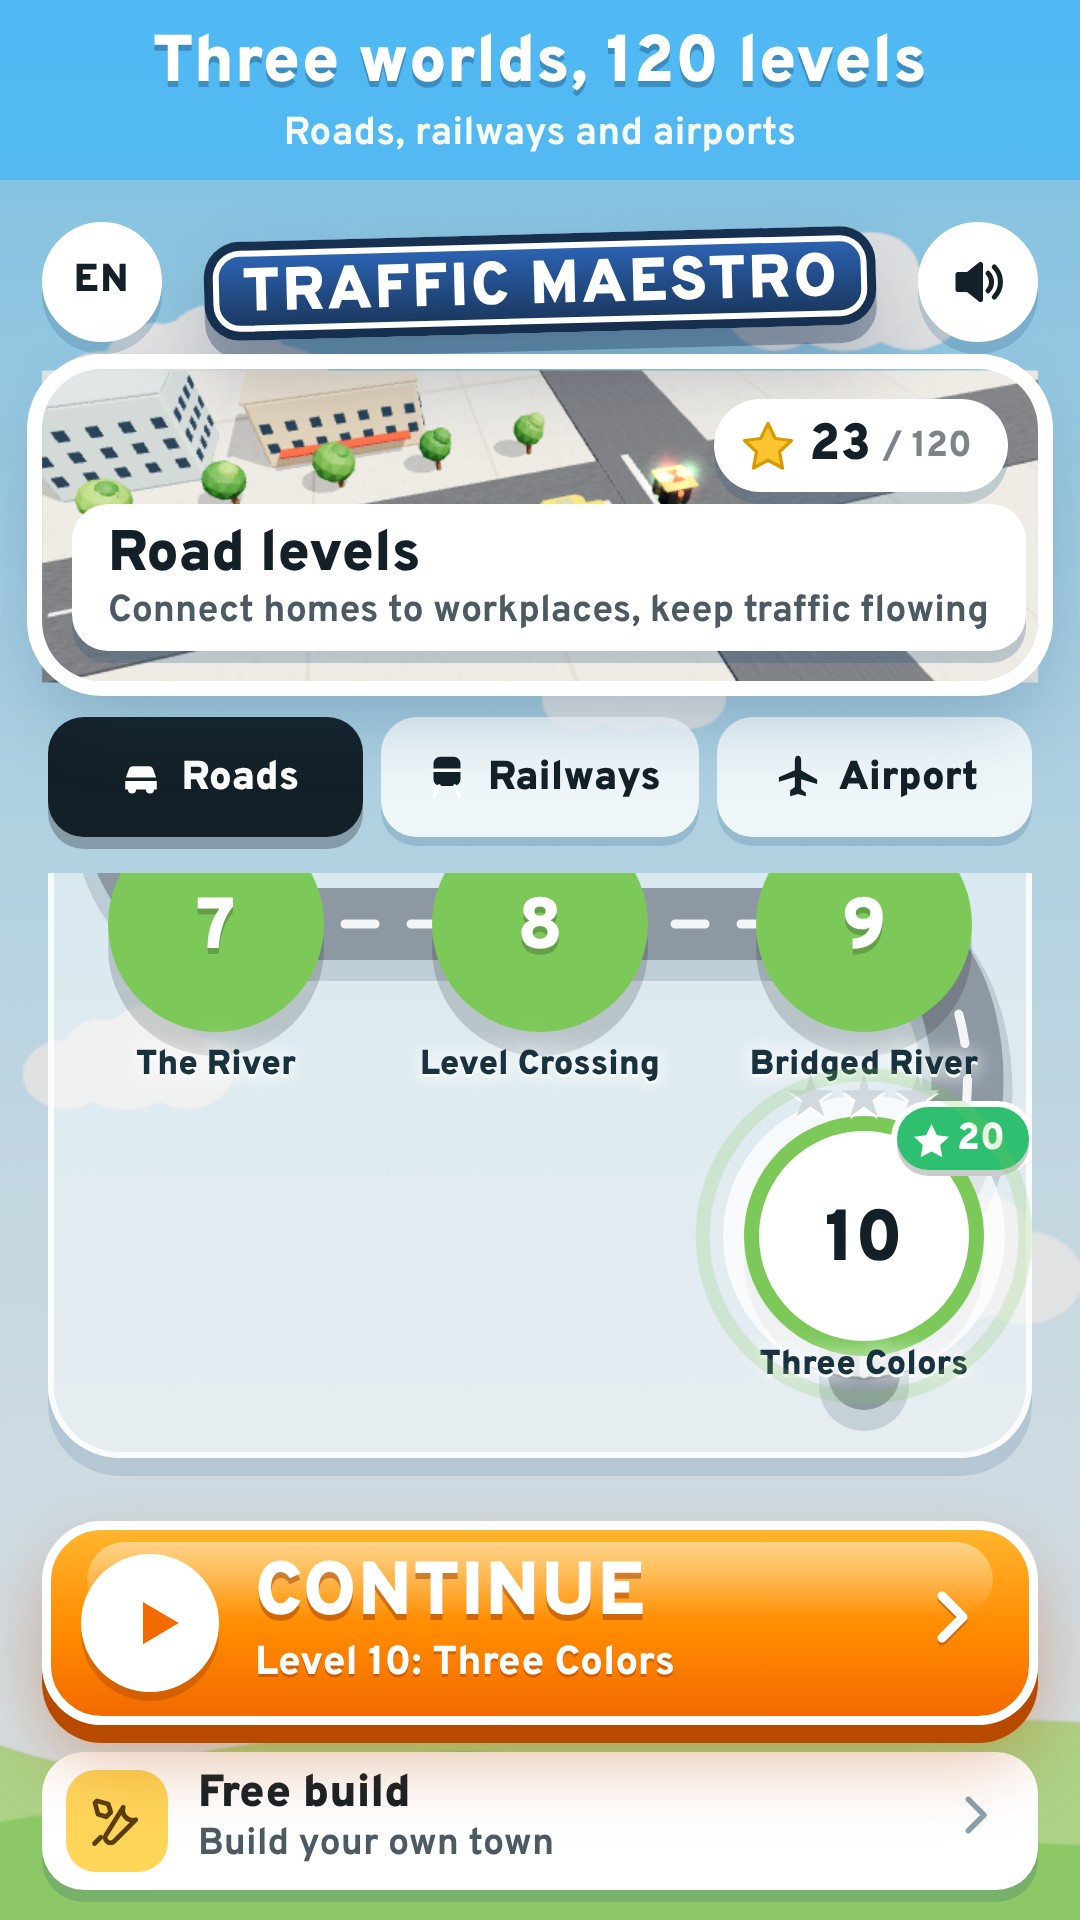 Three worlds, 120 levels
Roads, railways and airports
EN
TRAFFIC MAESTRO
23 / 120
Road levels
Connect homes to workplaces, keep traffic flowing
Roads
Railways
Airport
7
8
9
The River
Level Crossing
Bridged River
20
10
Three Colors
CONTINUE
Level 10: Three Colors
Free build
Build your own town